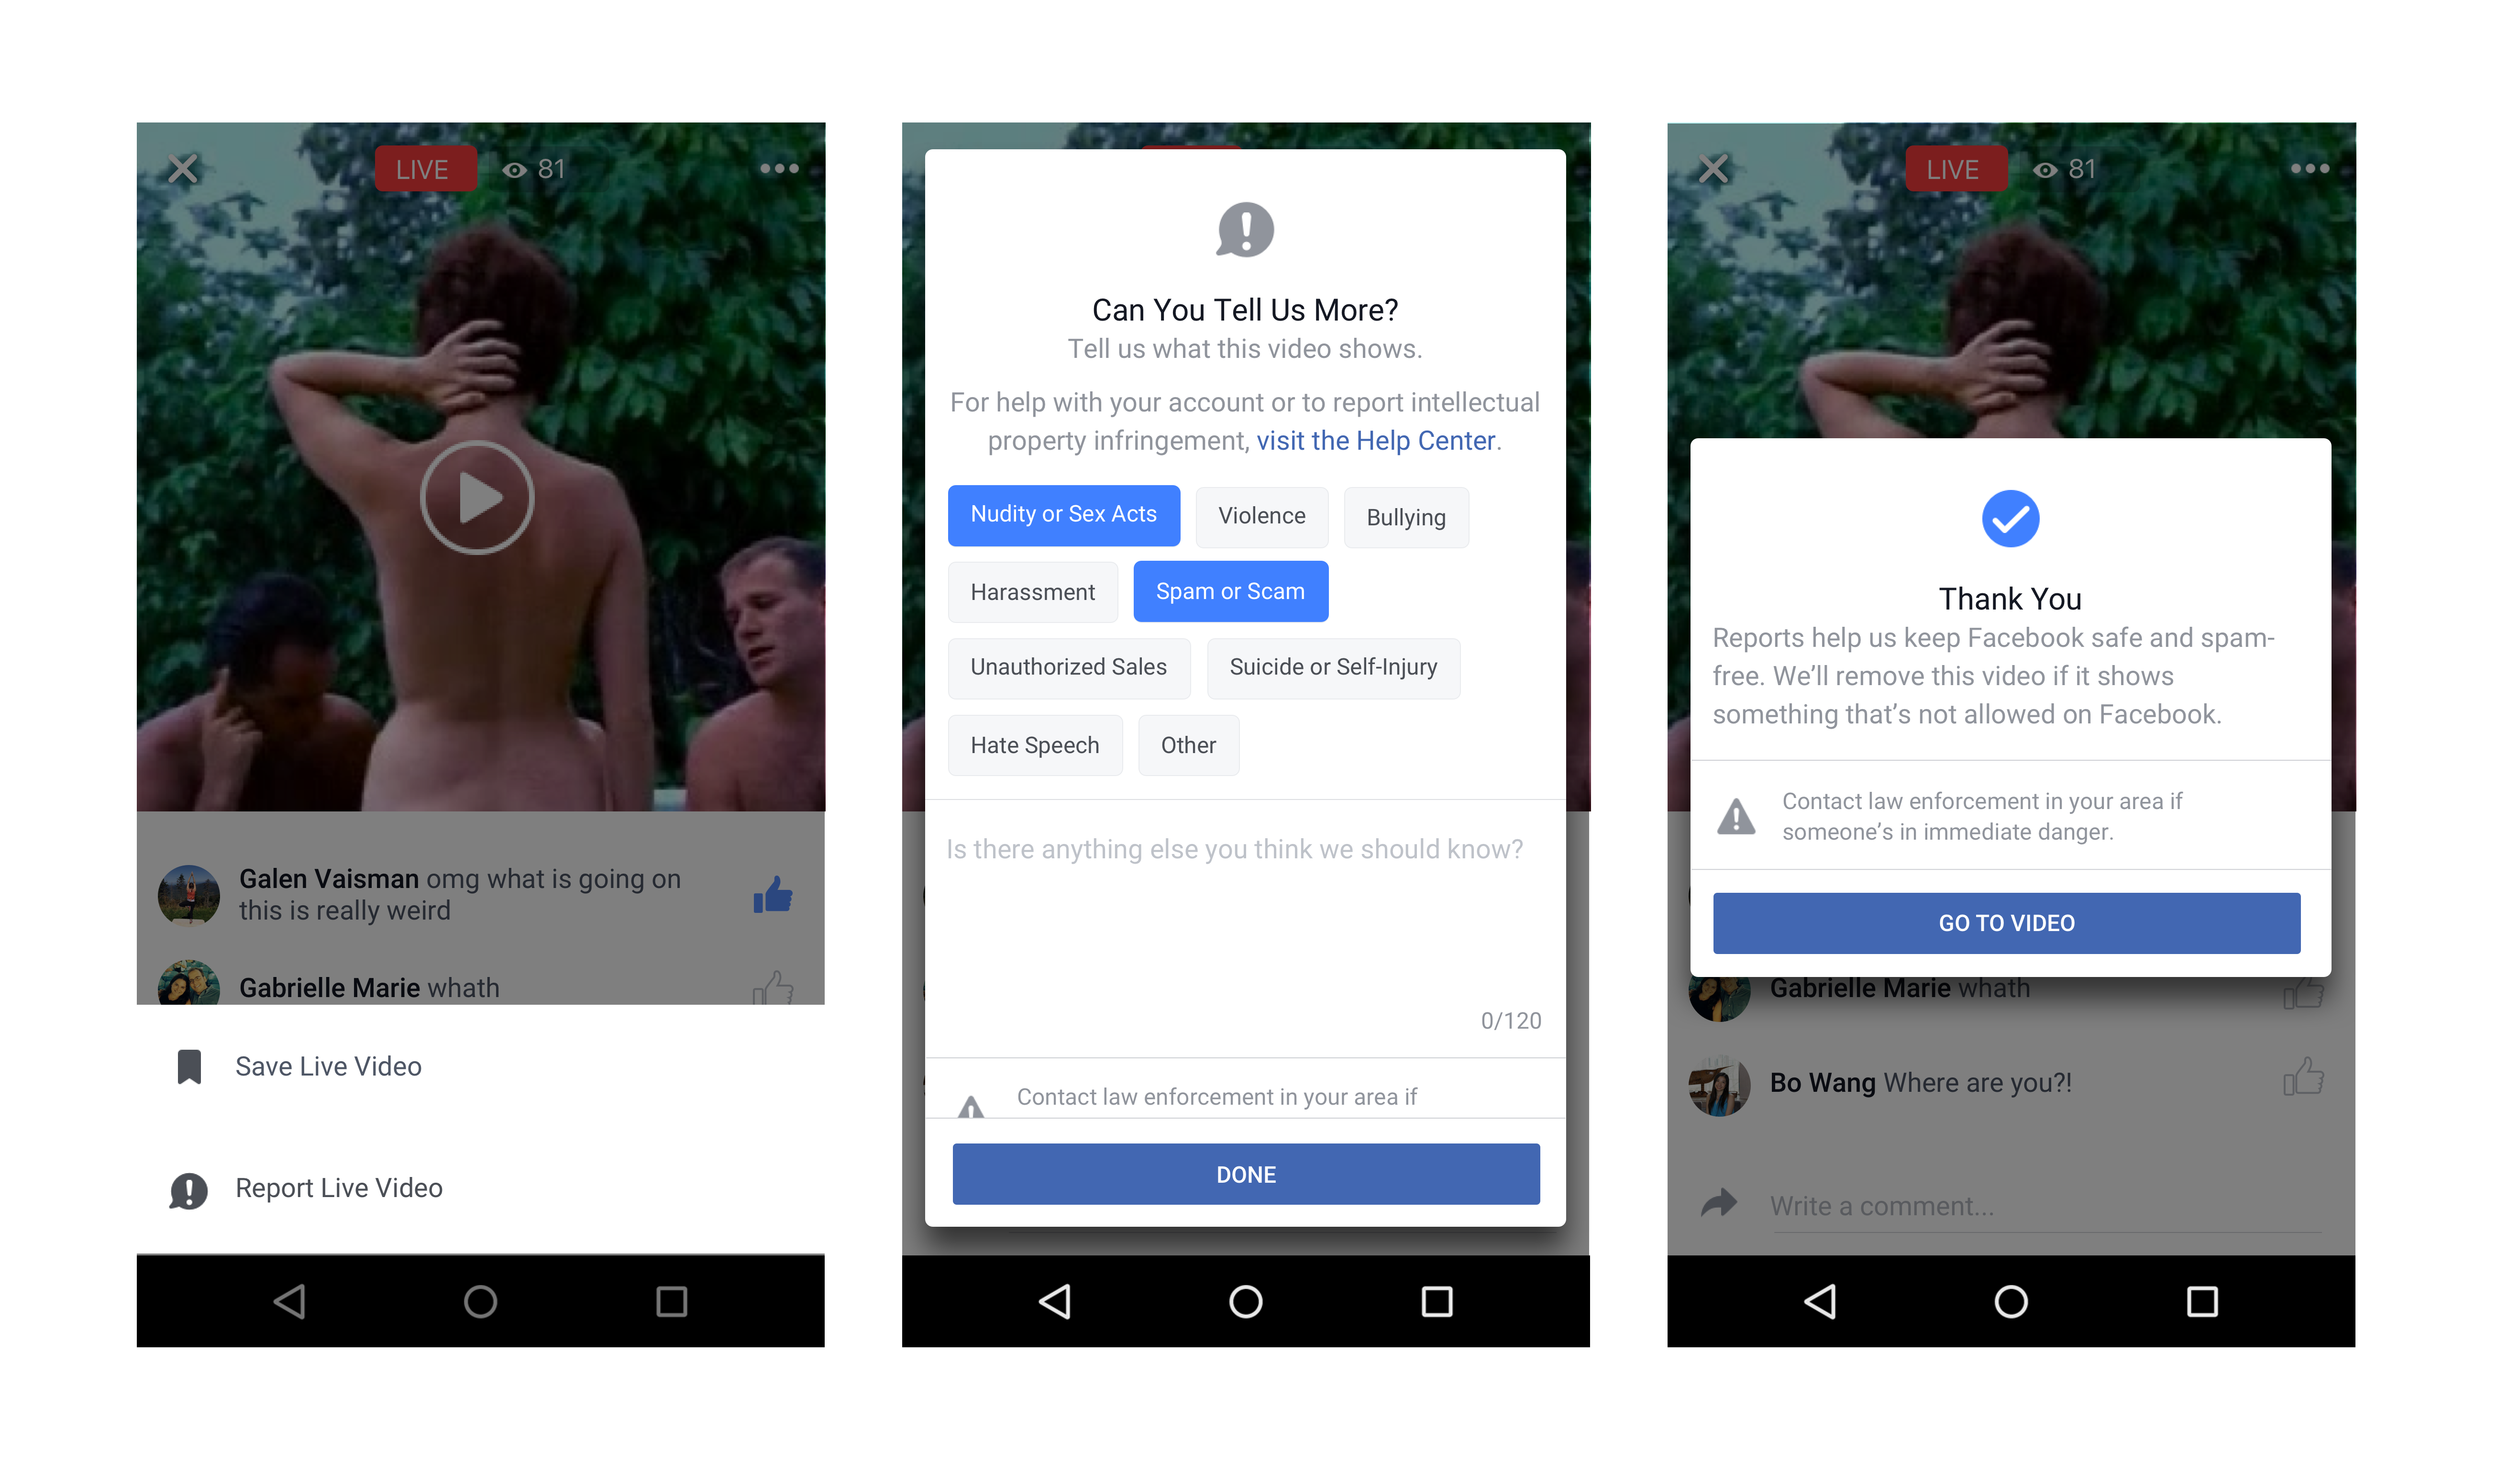 LIVE 81
Galen Vaisman omg what is going on
this is really weird
Gabrielle Marie whath
Save Live Video
Report Live Video
Can You Tell Us More?
Tell us what this video shows.
For help with your account or to report intellectual
property infringement, visit the Help Center.
Nudity or Sex Acts Violence Bullying
Harassment Spam or Scam
Unauthorized Sales Suicide or Self-Injury
Hate Speech Other
Is there anything else you think we should know?
0/120
Contact law enforcement in your area if
DONE
LIVE 81
Thank You
Reports help us keep Facebook safe and spam-
free. We’ll remove this video if it shows
something that’s not allowed on Facebook.
Contact law enforcement in your area if
someone’s in immediate danger.
GO TO VIDEO
Gabrielle Marie whath
Bo Wang Where are you?!
Write a comment...